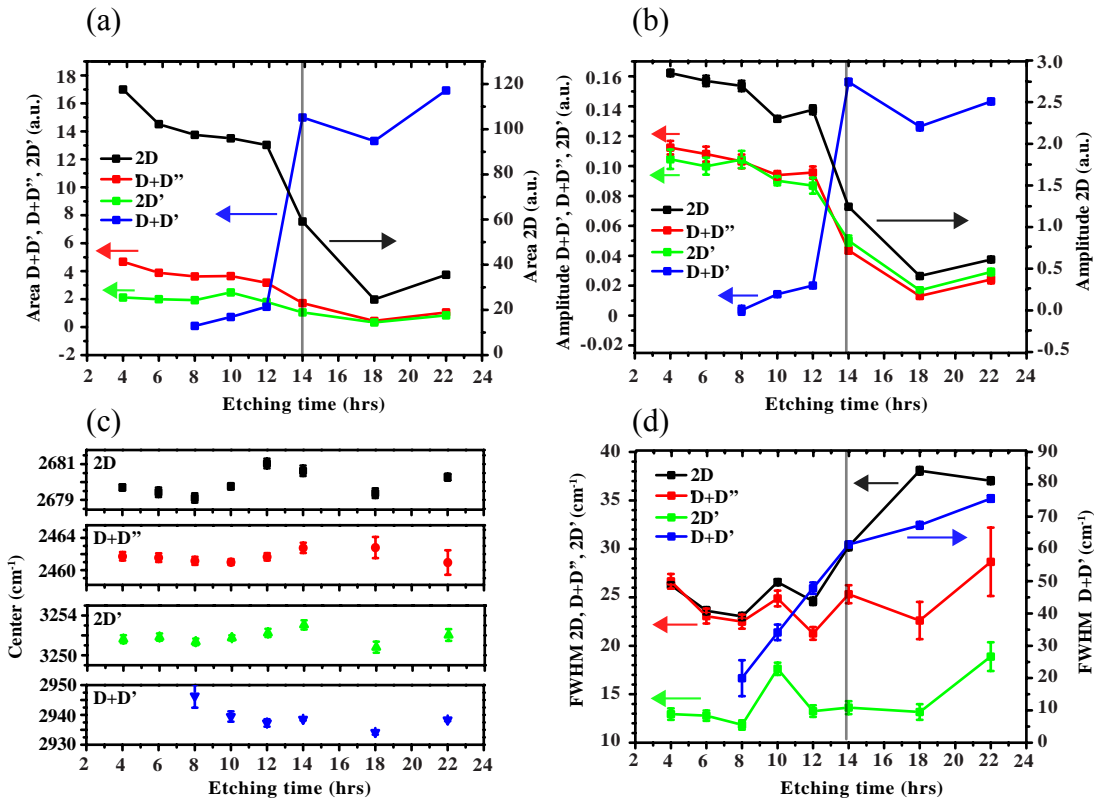 (a)
Area D+D', D+D'', 2D' (a.u.)
18
16
14
12
10
8
6
4
2
0
-2
2D
D+D''
2D'
D+D'
120
100
80
60
40
20
0
Area 2D (a.u.)
2 4 6 8 10 12 14 16 18 20 22 24
Etching time (hrs)
(b)
Amplitude D+D', D+D'', 2D' (a.u.)
0.16
0.14
0.12
0.10
0.08
0.06
0.04
0.02
0
-0.02
2D
D+D''
2D'
D+D'
3.0
2.5
2.0
1.5
1.0
0.5
0.0
-0.5
Amplitude 2D (a.u.)
2 4 6 8 10 12 14 16 18 20 22 24
Etching time (hrs)
(c)
Center (cm-1)
2681
2679
2D
2464
2460
D+D''
3254
3250
2D'
2950
2940
2930
D+D'
2 4 6 8 10 12 14 16 18 20 22 24
Etching time (hrs)
(d)
FWHM 2D, D+D'', 2D' (cm-1)
40
35
30
25
20
15
10
2D
D+D''
2D'
D+D'
90
80
70
60
50
40
30
20
10
0
FWHM D+D' (cm-1)
2 4 6 8 10 12 14 16 18 20 22 24
Etching time (hrs)